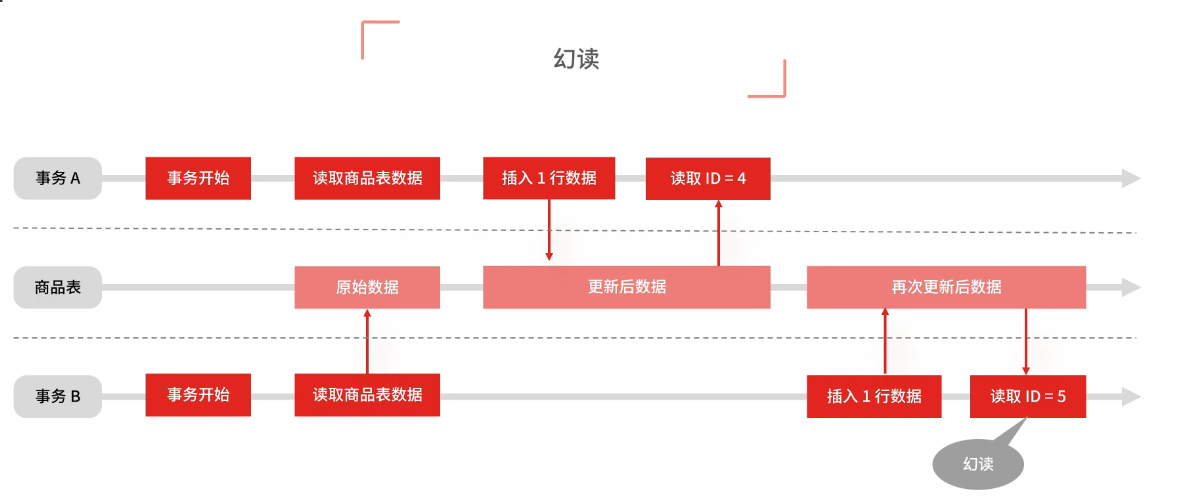 幻读
事务 A
事务开始
读取商品表数据
插入 1 行数据
读取 ID = 4
商品表
原始数据
更新后数据
再次更新后数据
事务 B
事务开始
读取商品表数据
插入 1 行数据
读取 ID = 5
幻读